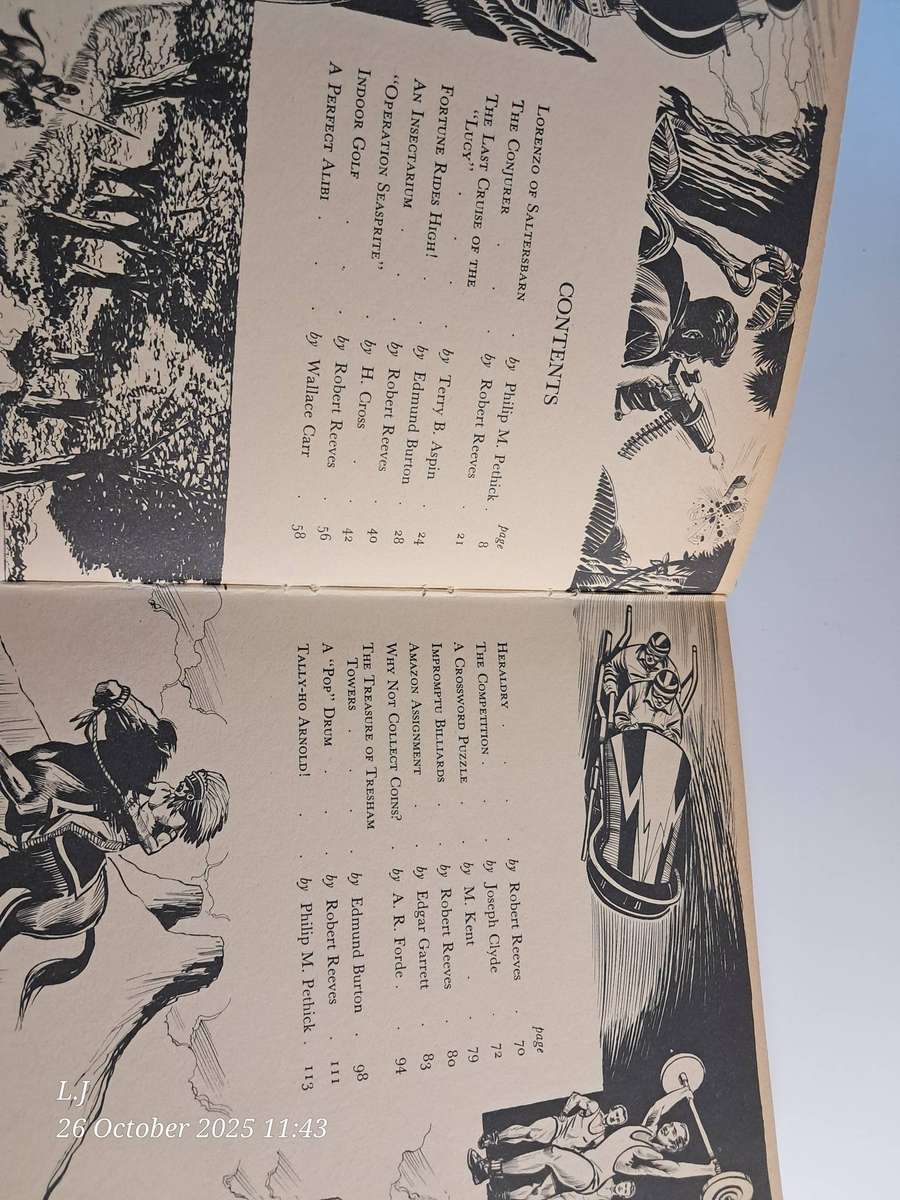 CONTENTS
page
LORENZO OF SALTERSBARN . by Philip M. Pethick . 8
THE CONJURER . . by Robert Reeves . 21
THE LAST CRUISE OF THE
"LUCY" . . . by Terry B. Aspin . 24
FORTUNE RIDES HIGH! . . by Edmund Burton . 28
AN INSECTARIUM . . by Robert Reeves . 40
"OPERATION SEASPRITE" . by H. Cross . . 42
INDOOR GOLF . . . by Robert Reeves . 56
A PERFECT ALIBI . . . by Wallace Carr . 58
page
HERALDRY . . . by Robert Reeves . 70
THE COMPETITION . . by Joseph Clyde . 72
A CROSSWORD PUZZLE . by M. Kent . . 79
IMPROMPTU BILLIARDS . . by Robert Reeves . 80
AMAZON ASSIGNMENT . . by Edgar Garrett . 83
WHY NOT COLLECT COINS? . by A. R. Forde . . 94
THE TREASURE OF TRESHAM
TOWERS . . . by Edmund Burton . 98
A "POP" DRUM . . . by Robert Reeves . 111
TALLY-HO ARNOLD! . . by Philip M. Pethick . 113
L.J
26 October 2025 11:43